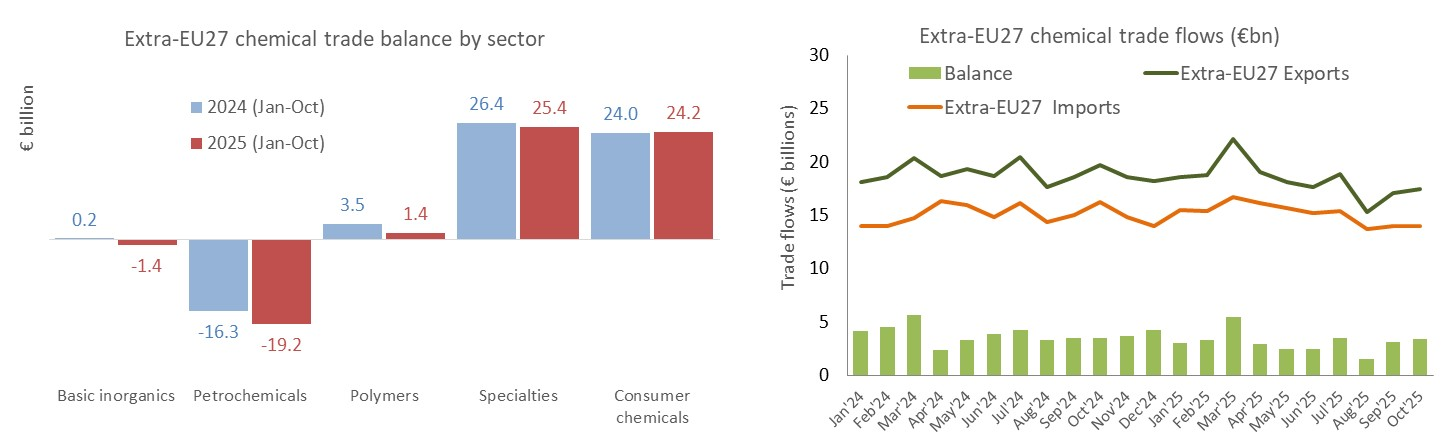 Extra-EU27 chemical trade balance by sector
€ billion
2024 (Jan-Oct)
2025 (Jan-Oct)
0.2
-1.4
-16.3
-19.2
3.5
1.4
26.4
25.4
24.0
24.2
Basic inorganics
Petrochemicals
Polymers
Specialties
Consumer
chemicals
Extra-EU27 chemical trade flows (€bn)
Balance
Extra-EU27 Exports
Extra-EU27 Imports
Trade flows (€ billions)
30
25
20
15
10
5
0
Jan'24
Feb'24
Mar'24
Apr'24
May'24
Jun'24
Jul'24
Aug'24
Sep'24
Oct'24
Nov'24
Dec'24
Jan'25
Feb'25
Mar'25
Apr'25
May'25
Jun'25
Jul'25
Aug'25
Sep'25
Oct'25